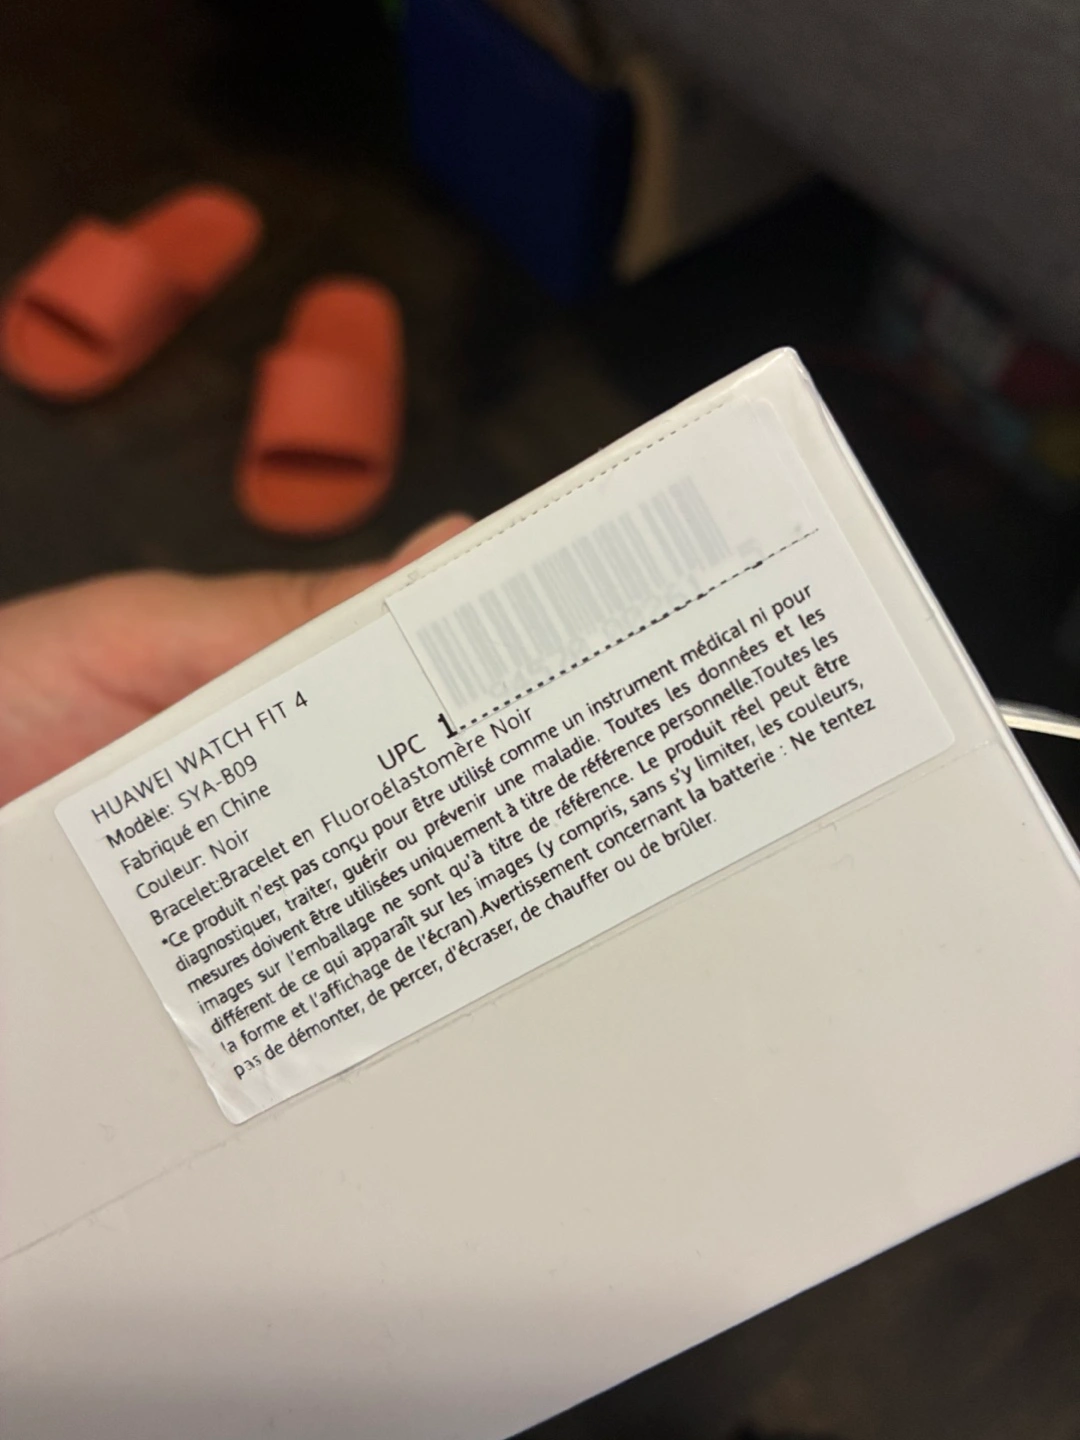 HUAWEI WATCH FIT 4
Modèle: SYA-B09
Fabriqué en Chine
Couleur: Noir
UPC 1
Bracelet:Bracelet en Fluoroélastomère Noir
*Ce produit n'est pas conçu pour être utilisé comme un instrument médical ni pour
diagnostiquer, traiter, guérir ou prévenir une maladie. Toutes les données et les
mesures doivent être utilisées uniquement à titre de référence personnelle.Toutes les
images sur l'emballage ne sont qu'à titre de référence. Le produit réel peut être
différent de ce qui apparaît sur les images (y compris, sans s'y limiter, les couleurs,
la forme et l'affichage de l'écran).Avertissement concernant la batterie : Ne tentez
pas de démonter, de percer, d'écraser, de chauffer ou de brûler.